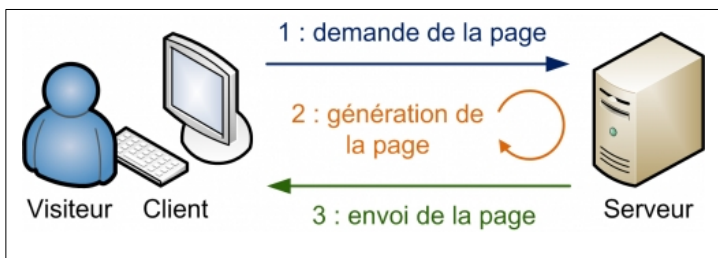 1 : demande de la page
2 : génération de
la page
3 : envoi de la page
Visiteur
Client
Serveur